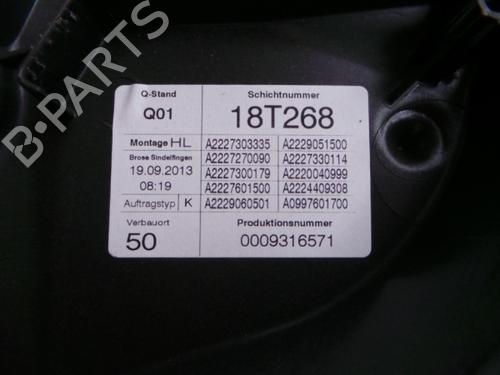 B-PARTS
Q-Stand Schichtnummer
Q01 18T268
Montage HL A2227303335 A2229051500
Brose Sindelfingen A2227270090 A2227330114
19.09.2013 A2227300179 A2220040999
08:19 A2227601500 A2224409308
Auftragstyp K A2229060501 A0997601700
Verbauort Produktionsnummer
50 0009316571